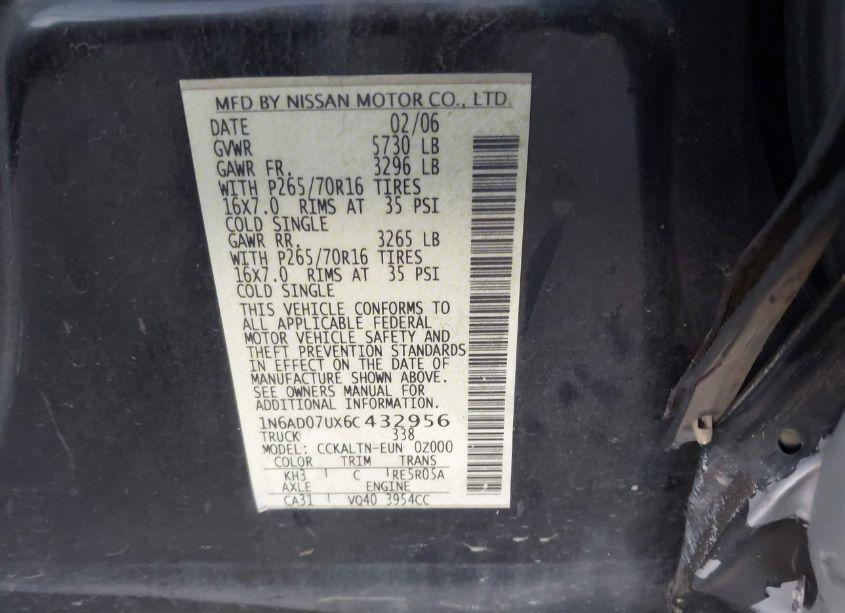 MFD BY NISSAN MOTOR CO., LTD.
DATE 02/06
GVWR 5730 LB
GAWR FR. 3296 LB
WITH P265/70R16 TIRES
16X7.0 RIMS AT 35 PSI
COLD SINGLE
GAWR RR. 3265 LB
WITH P265/70R16 TIRES
16X7.0 RIMS AT 35 PSI
COLD SINGLE
THIS VEHICLE CONFORMS TO
ALL APPLICABLE FEDERAL
MOTOR VEHICLE SAFETY AND
THEFT PREVENTION STANDARDS
IN EFFECT ON THE DATE OF
MANUFACTURE SHOWN ABOVE.
SEE OWNERS MANUAL FOR
ADDITIONAL INFORMATION.
1N6AD07UX6C 432956
TRUCK 338
MODEL: CCKALTN-EUN 0Z000
COLOR TRIM TRANS
KH3 C RE5R05A
AXLE ENGINE
CA31 VQ40 3954CC